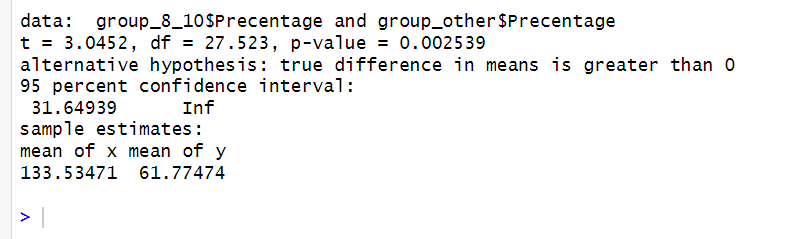 data:  group_8_10$Precentage and group_other$Precentage
t = 3.0452, df = 27.523, p-value = 0.002539
alternative hypothesis: true difference in means is greater than 0
95 percent confidence interval:
 31.64939      Inf
sample estimates:
mean of x mean of y
133.53471  61.77474
>